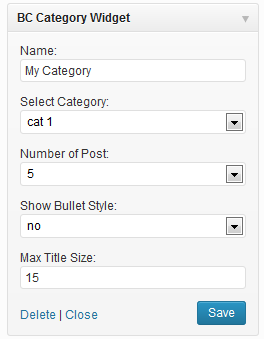 BC Category Widget
Name:
My Category
Select Category:
cat 1
Number of Post:
5
Show Bullet Style:
no
Max Title Size:
15
Delete | Close Save